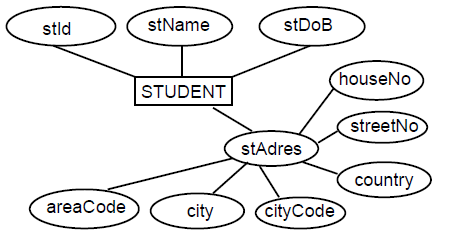 stId
stName
stDoB
STUDENT
houseNo
streetNo
stAdres
country
areaCode
city
cityCode